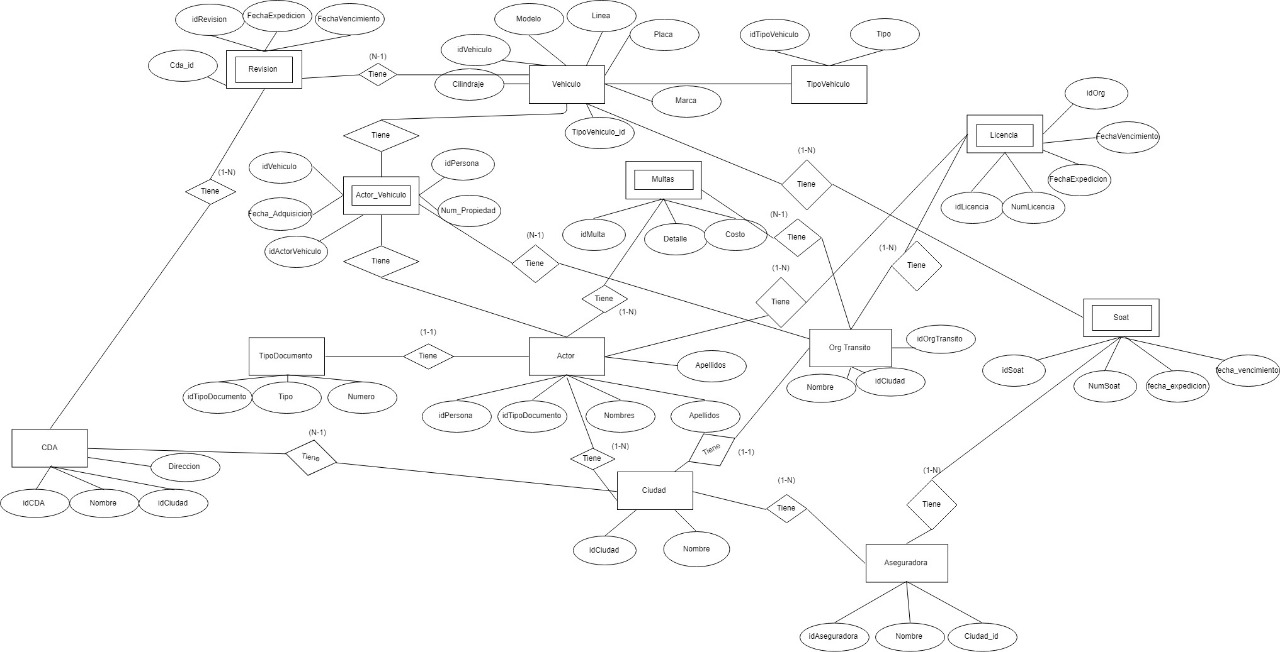 idRevision
FechaExpedicion
FechaVencimiento
Cda_id
Revision
(N-1)
Tiene
Modelo
Linea
Placa
idVehiculo
Cilindraje
Vehiculo
Marca
TipoVehiculo_id
idTipoVehiculo
Tipo
TipoVehiculo
idOrg
Licencia
FechaVencimiento
FechaExpedicion
idLicencia
NumLicencia
Tiene
(1-N)
Tiene
(1-N)
Tiene
idVehiculo
idPersona
Actor_Vehiculo
Fecha_Adquisicion
Num_Propiedad
idActorVehiculo
Tiene
Multas
idMulta
Detalle
Costo
(N-1)
Tiene
(N-1)
Tiene
(1-N)
Tiene
(1-N)
Tiene
Tiene
(1-N)
Soat
idSoat
NumSoat
fecha_expedicion
fecha_vencimiento
TipoDocumento
idTipoDocumento
Tipo
Numero
(1-1)
Tiene
Actor
Apellidos
idPersona
idTipoDocumento
Nombres
Apellidos
Org Transito
idOrgTransito
Nombre
idCiudad
CDA
Direccion
idCDA
Nombre
idCiudad
(N-1)
Tiene
(1-N)
Tiene
Tiene
(1-1)
Ciudad
idCiudad
Nombre
(1-N)
Tiene
(1-N)
Tiene
Aseguradora
idAseguradora
Nombre
Ciudad_id